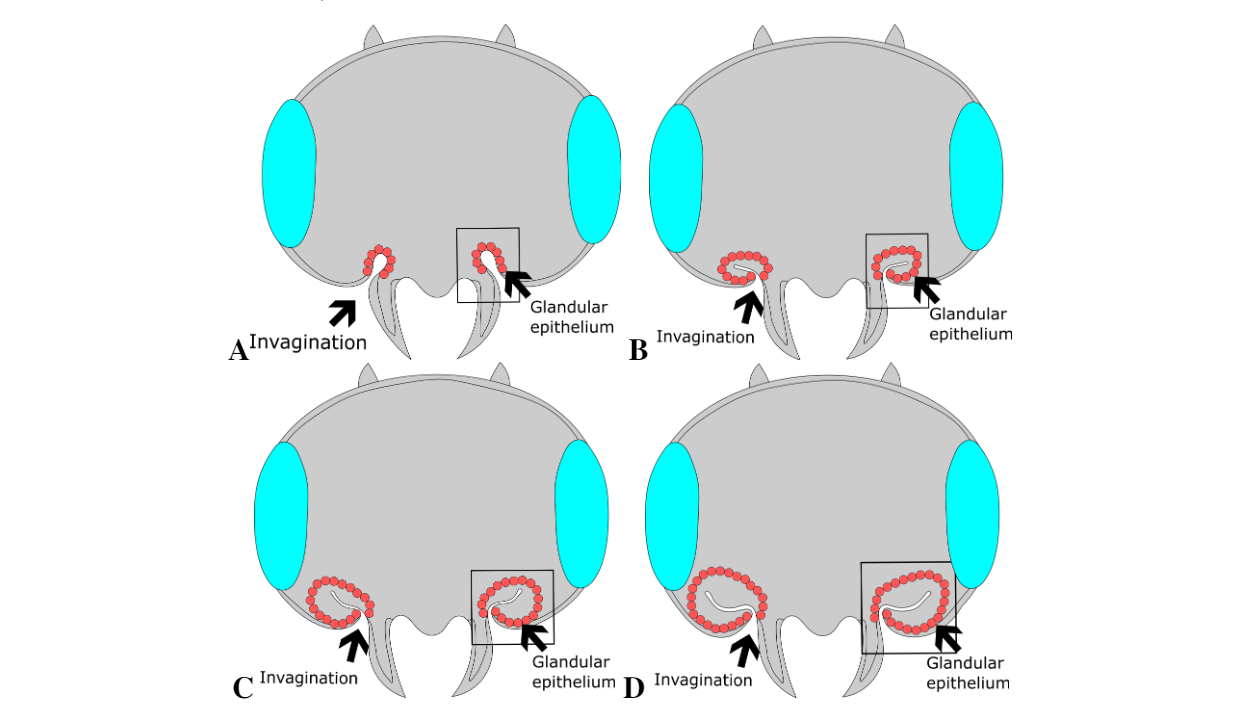 Glandular
epithelium
Invagination
A
Glandular
epithelium
Invagination
B
Glandular
epithelium
Invagination
C
Glandular
epithelium
Invagination
D